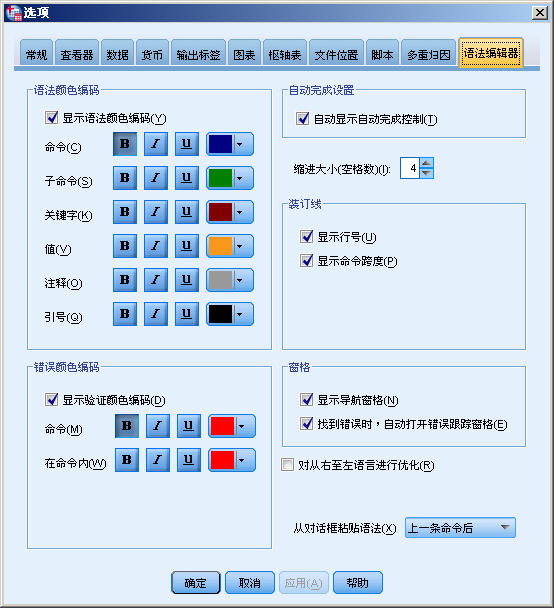 选项
常规 查看器 数据 货币 输出标签 图表 枢轴表 文件位置 脚本 多重归因 语法编辑器
语法颜色编码
显示语法颜色编码(Y)
命令(C) B I U
子命令(S) B I U
关键字(K) B I U
值(V) B I U
注释(O) B I U
引号(Q) B I U
错误颜色编码
显示验证颜色编码(D)
命令(M) B I U
在命令内(W) B I U
自动完成设置
自动显示自动完成控制(T)
缩进大小(空格数)(I): 4
装订线
显示行号(U)
显示命令跨度(P)
窗格
显示导航窗格(N)
找到错误时，自动打开错误跟踪窗格(E)
对从右至左语言进行优化(R)
从对话框粘贴语法(X) 上一条命令后
确定 取消 应用(A) 帮助